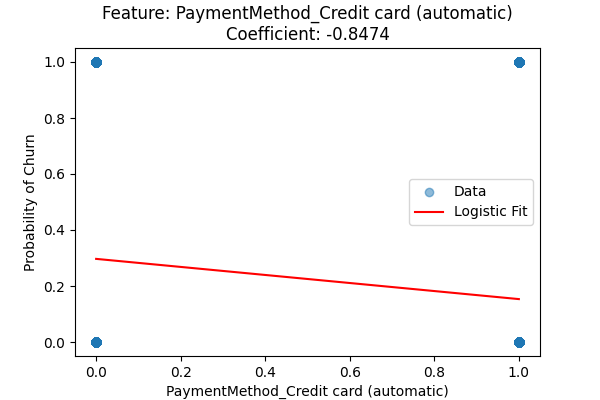 Feature: PaymentMethod_Credit card (automatic)
Coefficient: -0.8474
Probability of Churn
1.0
0.8
0.6
0.4
0.2
0.0
Data
Logistic Fit
0.0 0.2 0.4 0.6 0.8 1.0
PaymentMethod_Credit card (automatic)